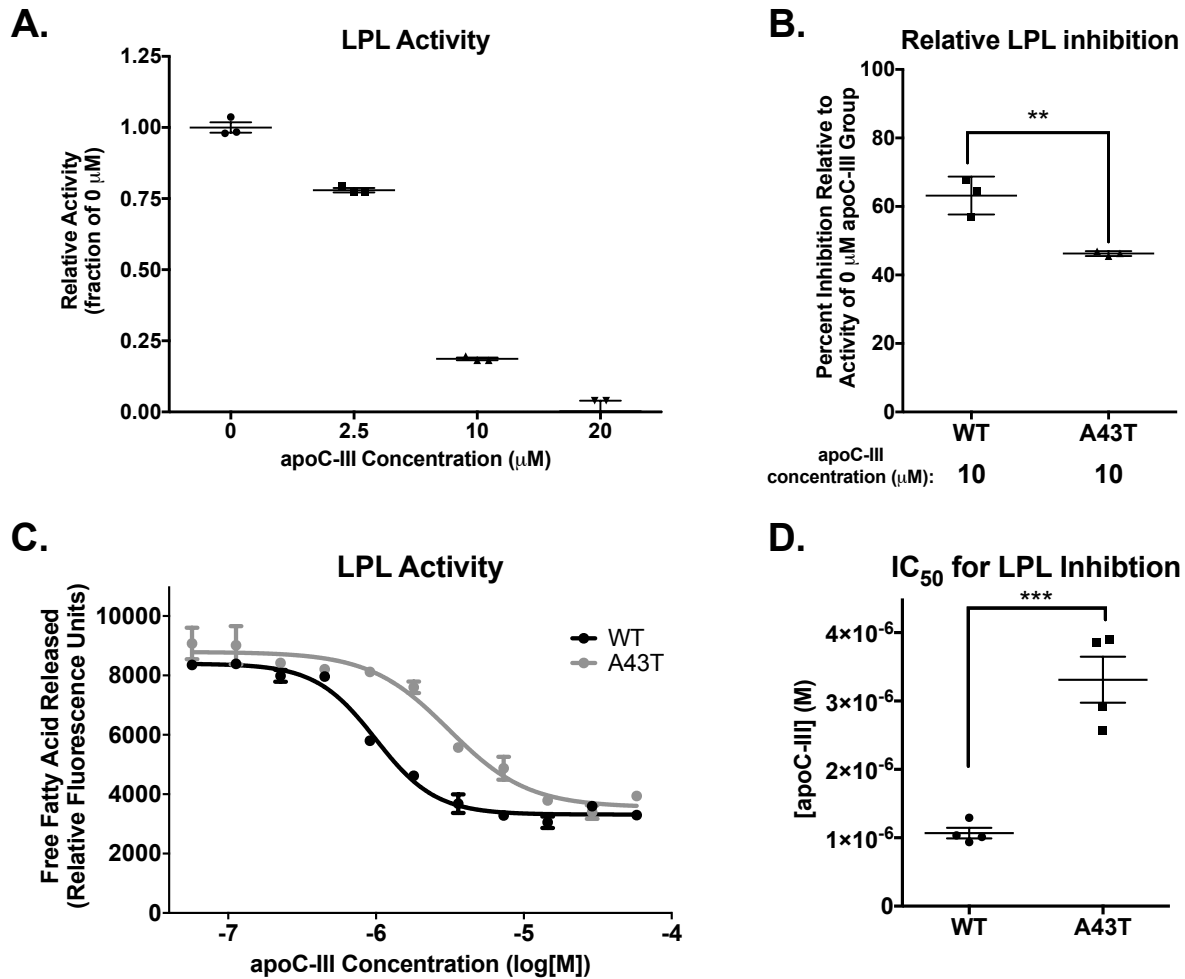 A.
LPL Activity
Relative Activity
(fraction of 0 μM)
1.25
1.00
0.75
0.50
0.25
0.00
0 2.5 10 20
apoC-III Concentration (μM)
B.
Relative LPL inhibition
Percent Inhibition Relative to
Activity of 0 μM apoC-III Group
100
80
60
40
20
0
**
WT A43T
apoC-III
concentration (μM): 10 10
C.
LPL Activity
Free Fatty Acid Released
(Relative Fluorescence Units)
10000
8000
6000
4000
2000
0
WT
A43T
-7 -6 -5 -4
apoC-III Concentration (log[M])
D.
IC50 for LPL Inhibtion
***
[apoC-III] (M)
4×10-6
3×10-6
2×10-6
1×10-6
0
WT A43T